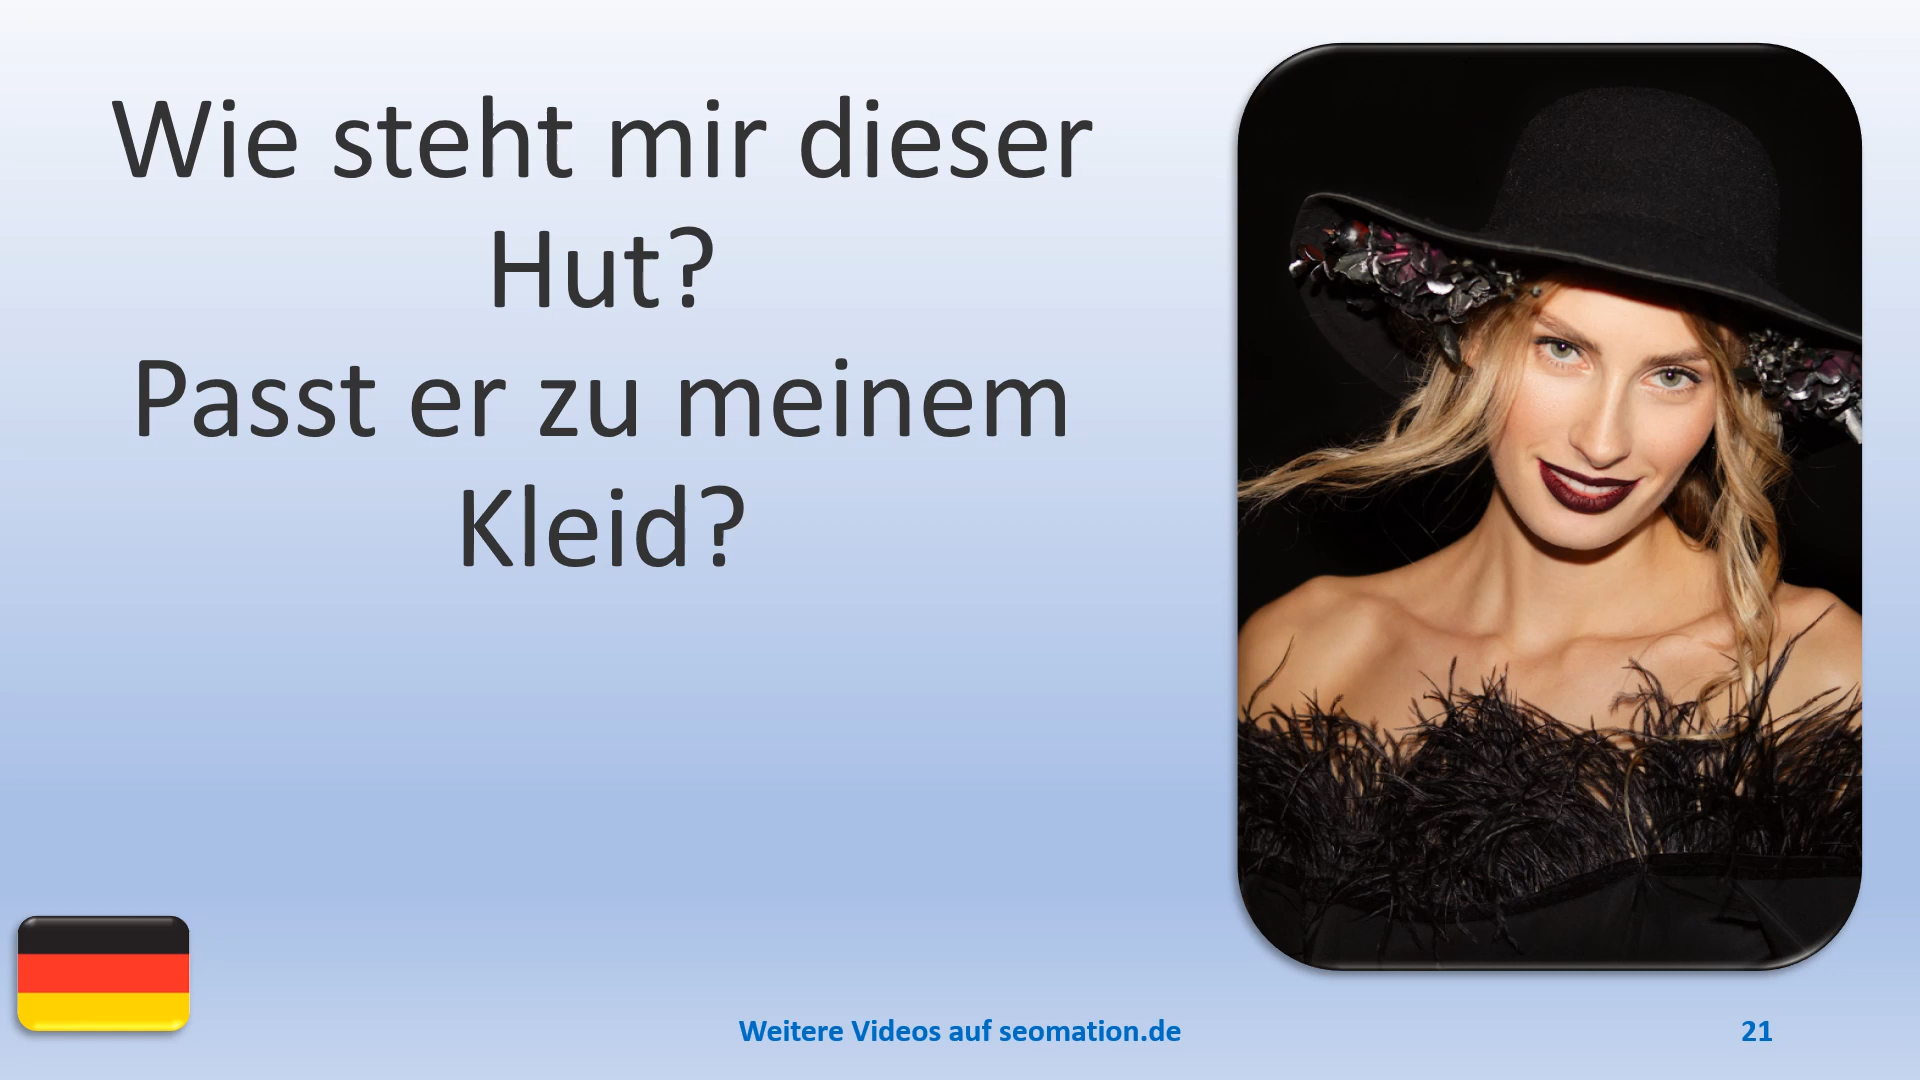 Wie steht mir dieser
Hut?
Passt er zu meinem
Kleid?
Weitere Videos auf seomation.de
21